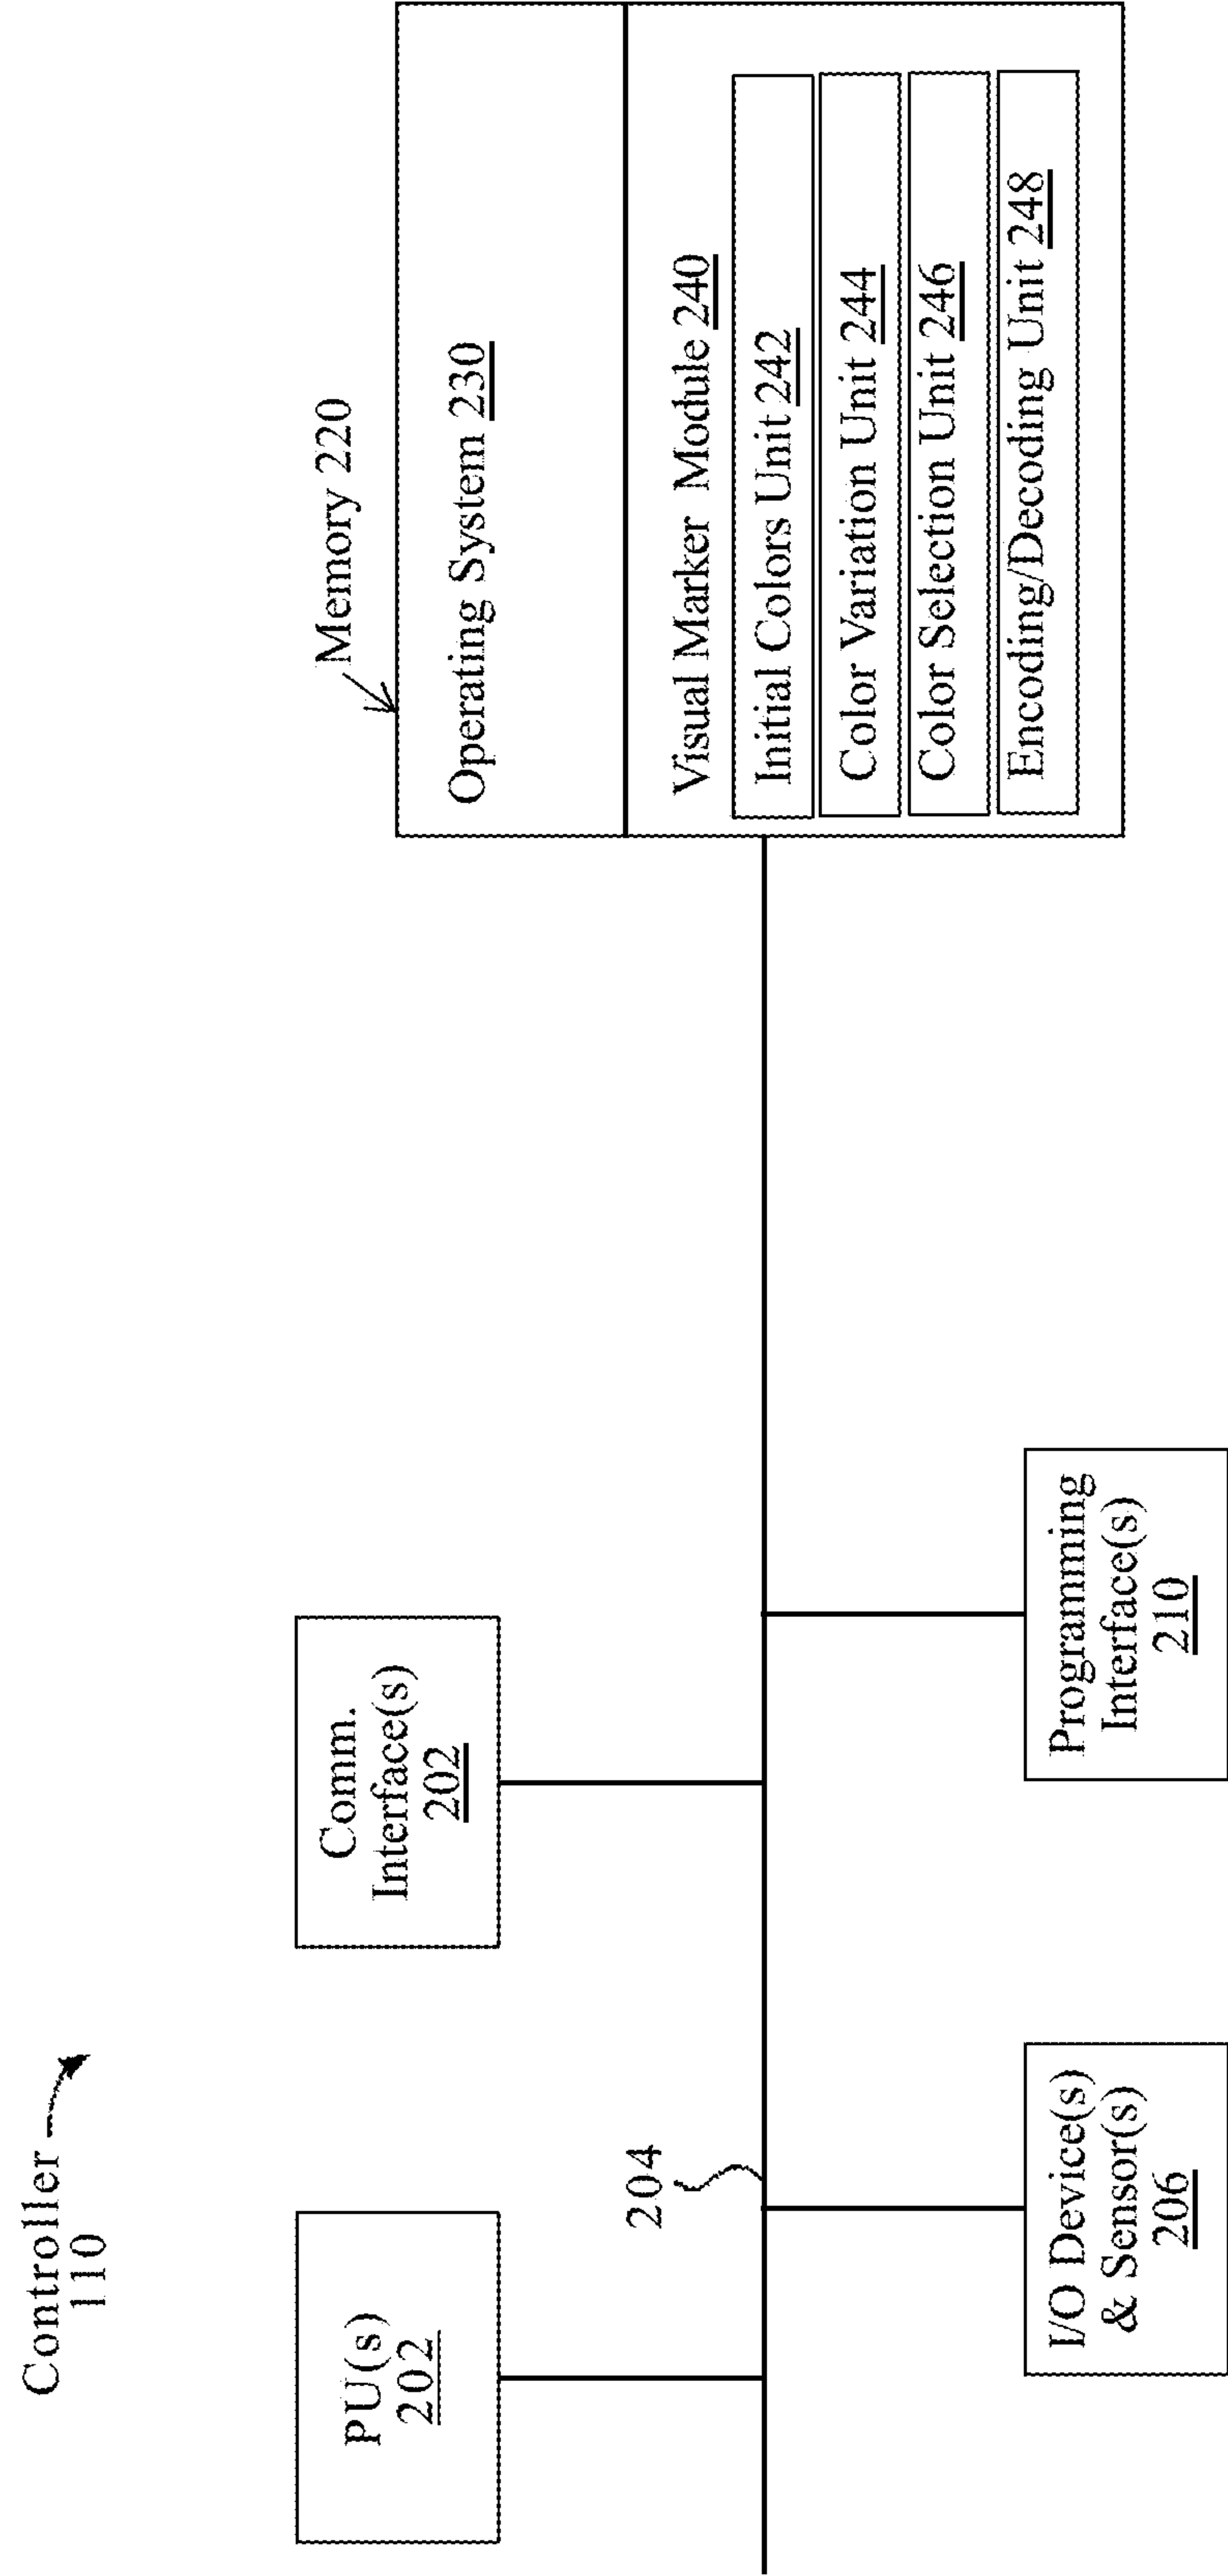 Controller
110
PU(s)
202
Comm.
Interface(s)
202
Memory 220
Operating System 230
Visual Marker Module 240
Initial Colors Unit 242
Color Variation Unit 244
Color Selection Unit 246
Encoding/Decoding Unit 248
204
I/O Device(s)
& Sensor(s)
206
Programming
Interface(s)
210